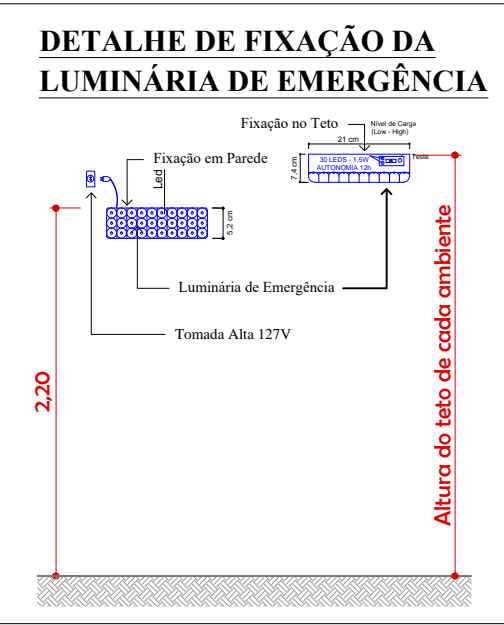 DETALHE DE FIXAÇÃO DA
LUMINÁRIA DE EMERGÊNCIA
Fixação no Teto
Nível de Carga
(Low - High)
21 cm
Teste
30 LEDS - 1,5W
AUTONOMIA 12h
7,4 cm
Fixação em Parede
Led
5,2 cm
Luminária de Emergência
Tomada Alta 127V
2,20
Altura do teto de cada ambiente